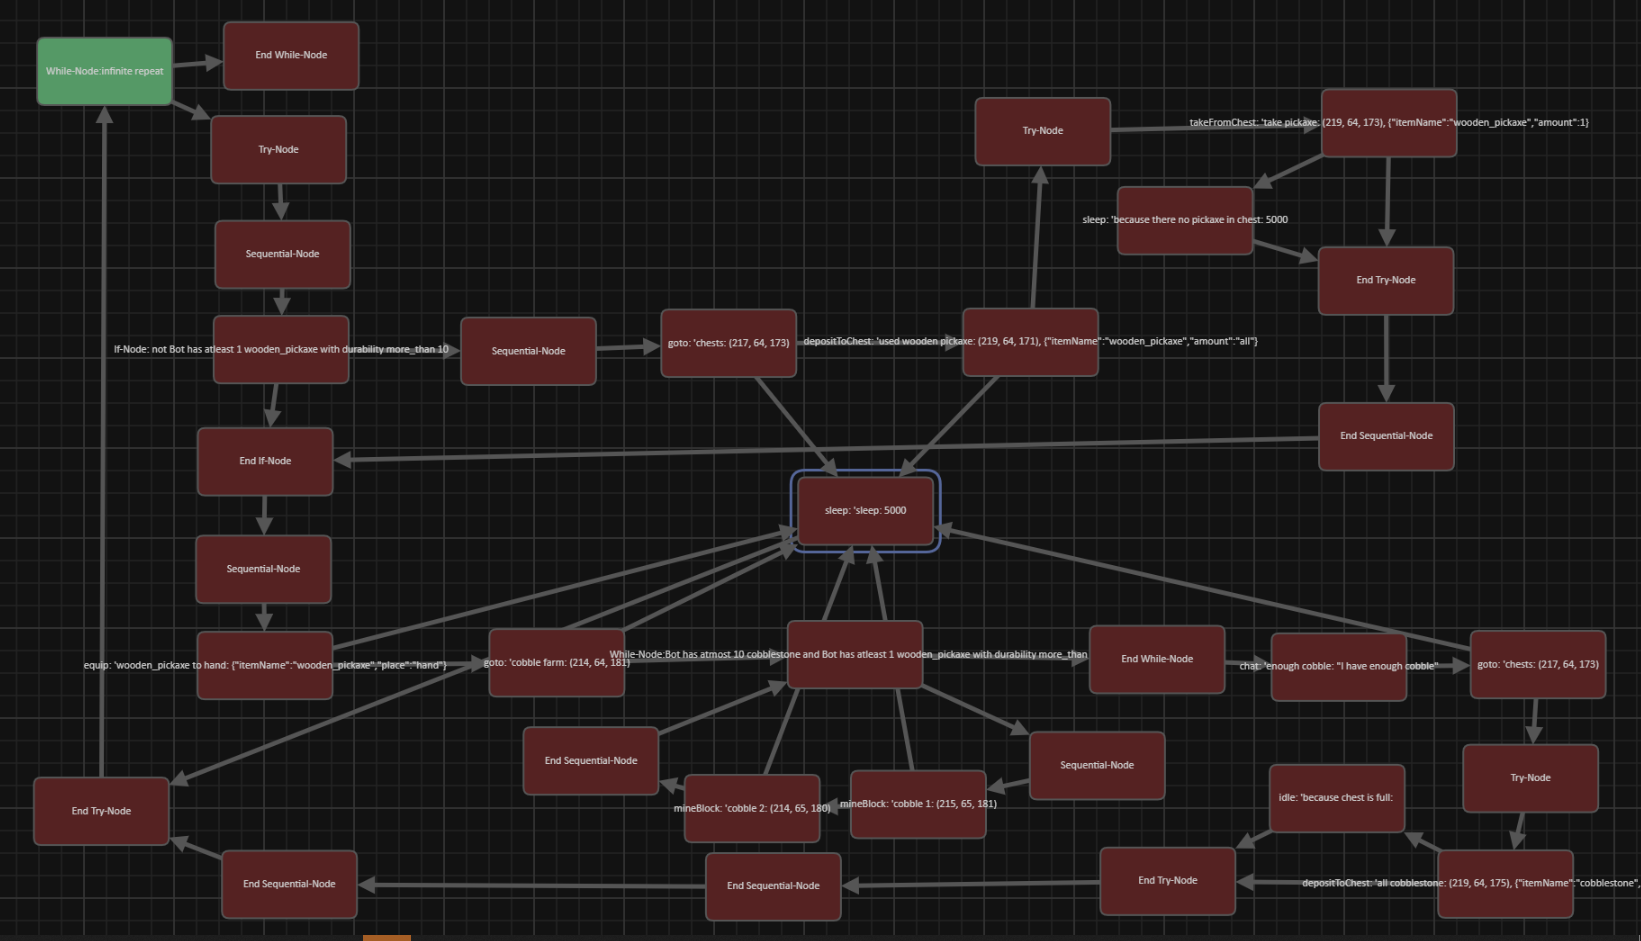 End While-Node
While-Node:infinite repeat
takeFromChest: 'take pickaxe: (219, 64, 173), {"itemName":"wooden_pickaxe","amount":1}
Try-Node
Try-Node
sleep: 'because there no pickaxe in chest: 5000
Sequential-Node
End Try-Node
If-Node: not Bot has atleast 1 wooden_pickaxe with durability more_than 10
Sequential-Node
goto: 'chests: (217, 64, 173)
depositToChest: 'used wooden pickaxe: (219, 64, 171), {"itemName":"wooden_pickaxe","amount":"all"}
End Sequential-Node
End If-Node
sleep: 'sleep: 5000
Sequential-Node
equip: 'wooden_pickaxe to hand: {"itemName":"wooden_pickaxe","place":"hand"}
goto: 'cobble farm: (214, 64, 181)
While-Node:Bot has atmost 10 cobblestone and Bot has atleast 1 wooden_pickaxe with durability more_than
End While-Node
chat: 'enough cobble: "I have enough cobble"
goto: 'chests: (217, 64, 173)
End Sequential-Node
Sequential-Node
Try-Node
idle: 'because chest is full:
mineBlock: 'cobble 2: (214, 65, 180)
mineBlock: 'cobble 1: (215, 65, 181)
End Try-Node
End Sequential-Node
End Sequential-Node
End Try-Node
depositToChest: 'all cobblestone: (219, 64, 175), {"itemName":"cobblestone",